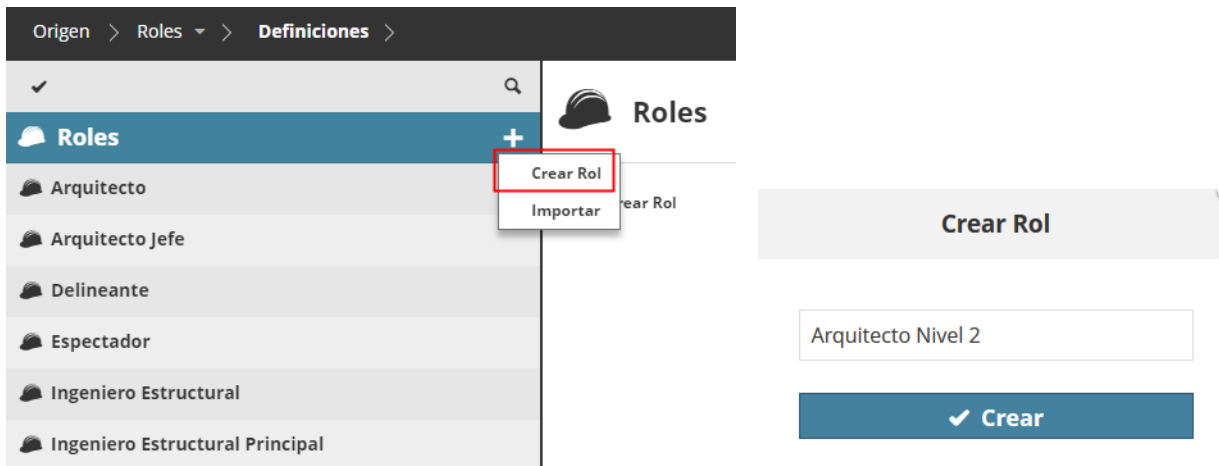 Origen > Roles > Definiciones >
Roles
Roles
Crear Rol
Importar
rear Rol
Arquitecto
Arquitecto Jefe
Delineante
Espectador
Ingeniero Estructural
Ingeniero Estructural Principal
Crear Rol
Arquitecto Nivel 2
Crear